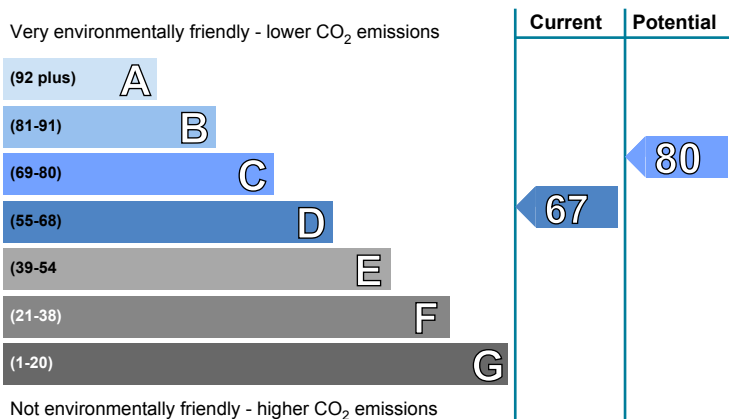 Very environmentally friendly - lower CO2 emissions
Current
Potential
(92 plus) A
(81-91) B
(69-80) C
(55-68) D
(39-54 E
(21-38) F
(1-20) G
67
80
Not environmentally friendly - higher CO2 emissions